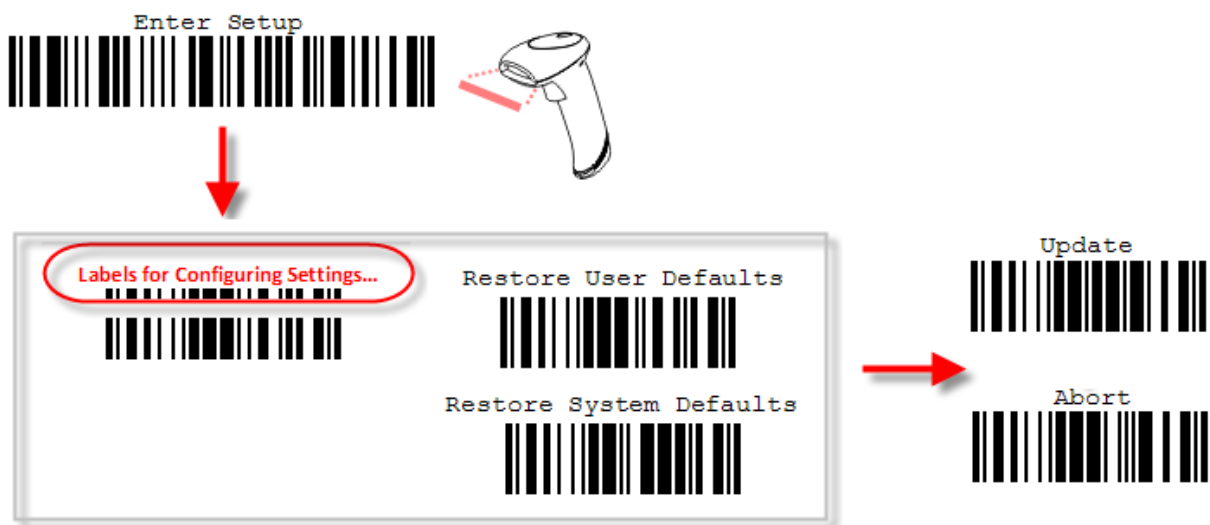 Enter Setup
Labels for Configuring Settings...
Restore User Defaults
Restore System Defaults
Update
Abort